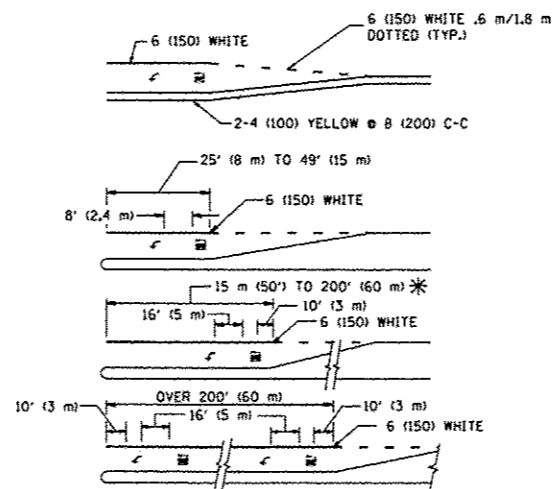 6 (150) WHITE
6 (150) WHITE .6 m/1.8 m
DOTTED (TYP.)
2-4 (100) YELLOW @ 8 (200) C-C
25' (8 m) TO 49' (15 m)
6 (150) WHITE
8' (2.4 m)
15 m (50') TO 200' (60 m) *
10' (3 m)
16' (5 m)
6 (150) WHITE
OVER 200' (60 m)
10' (3 m)
16' (5 m)
10' (3 m)
6 (150) WHITE